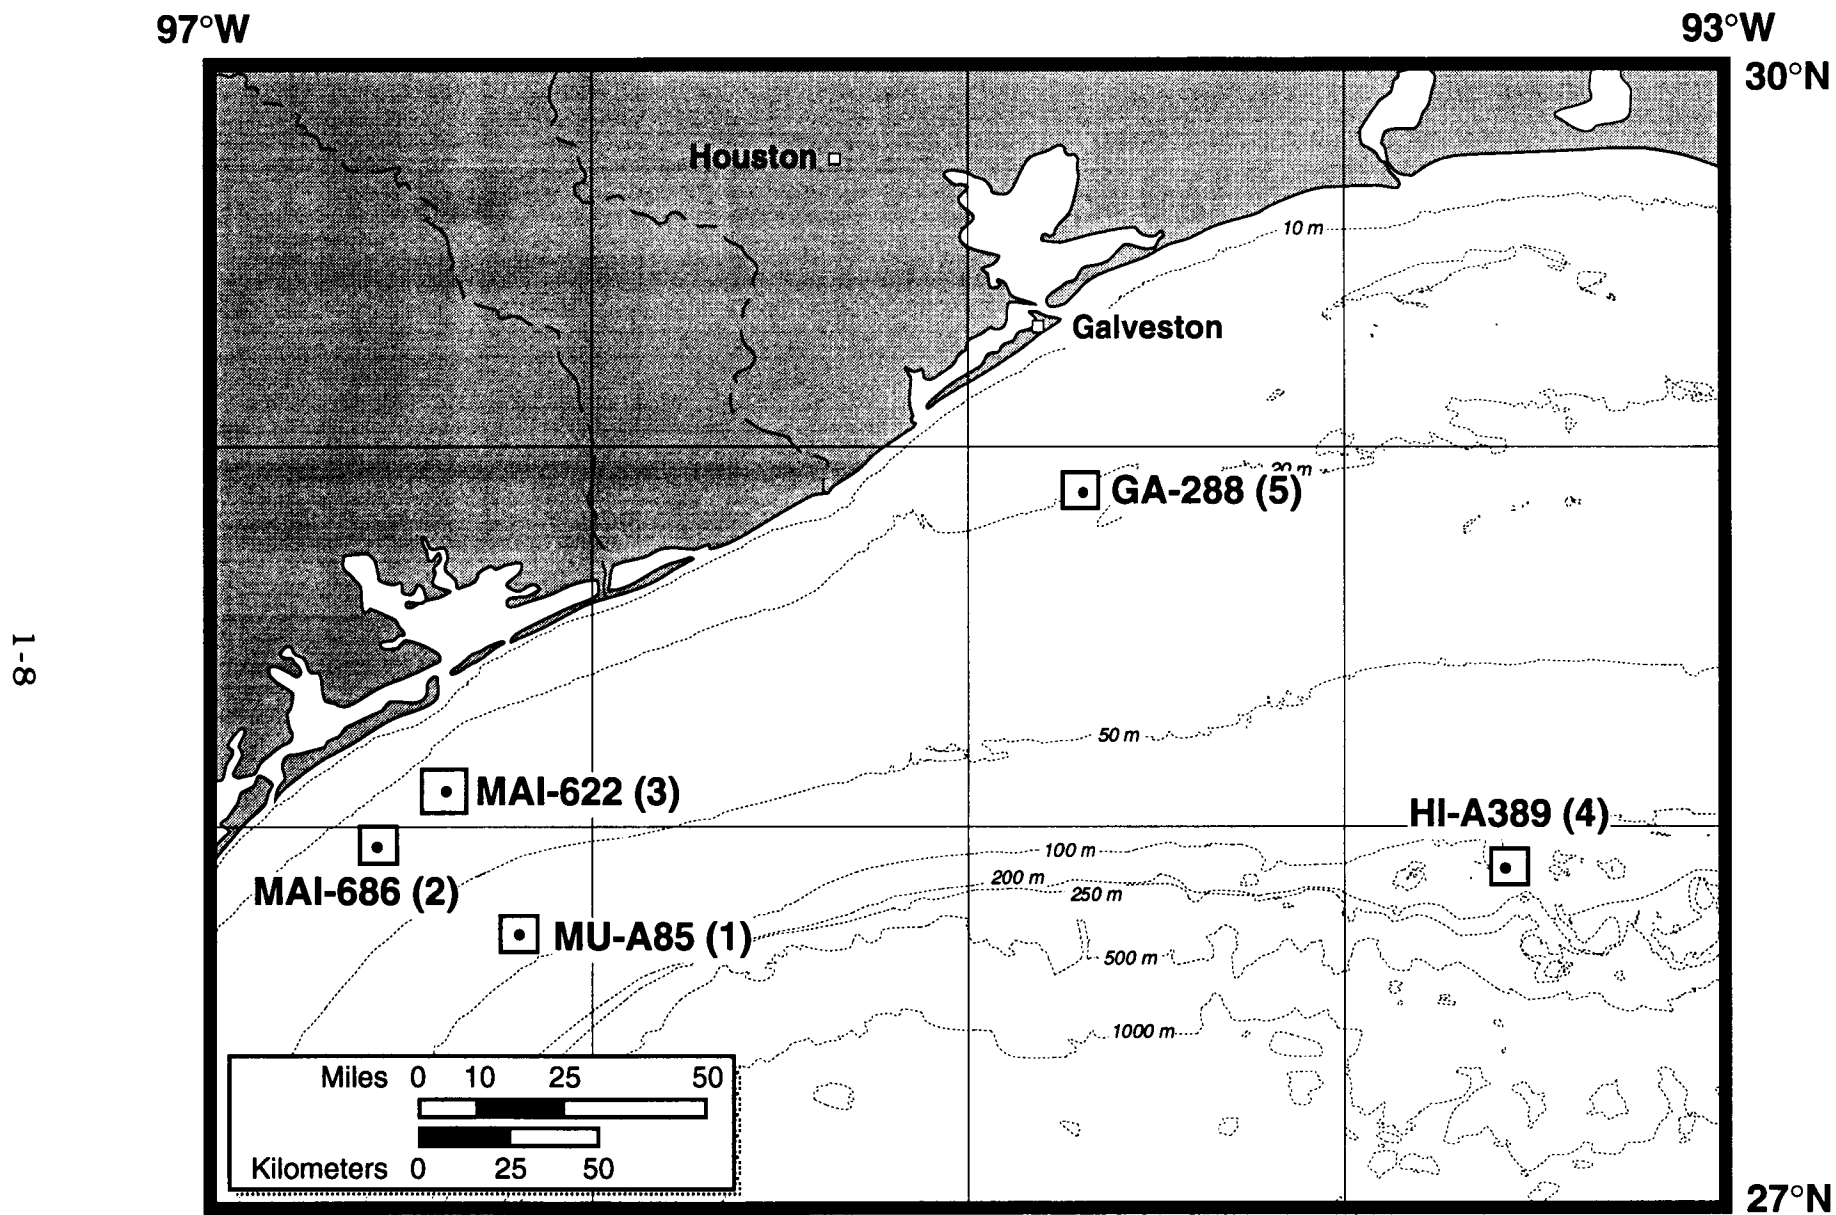 97°W
93°W
30°N
Houston
10 m
Galveston
20 m
GA-288 (5)
1-8
50 m
MAI-622 (3)
HI-A389 (4)
100 m
MAI-686 (2)
200 m
250 m
MU-A85 (1)
500 m
1000 m
Miles 0 10 25 50
Kilometers 0 25 50
27°N